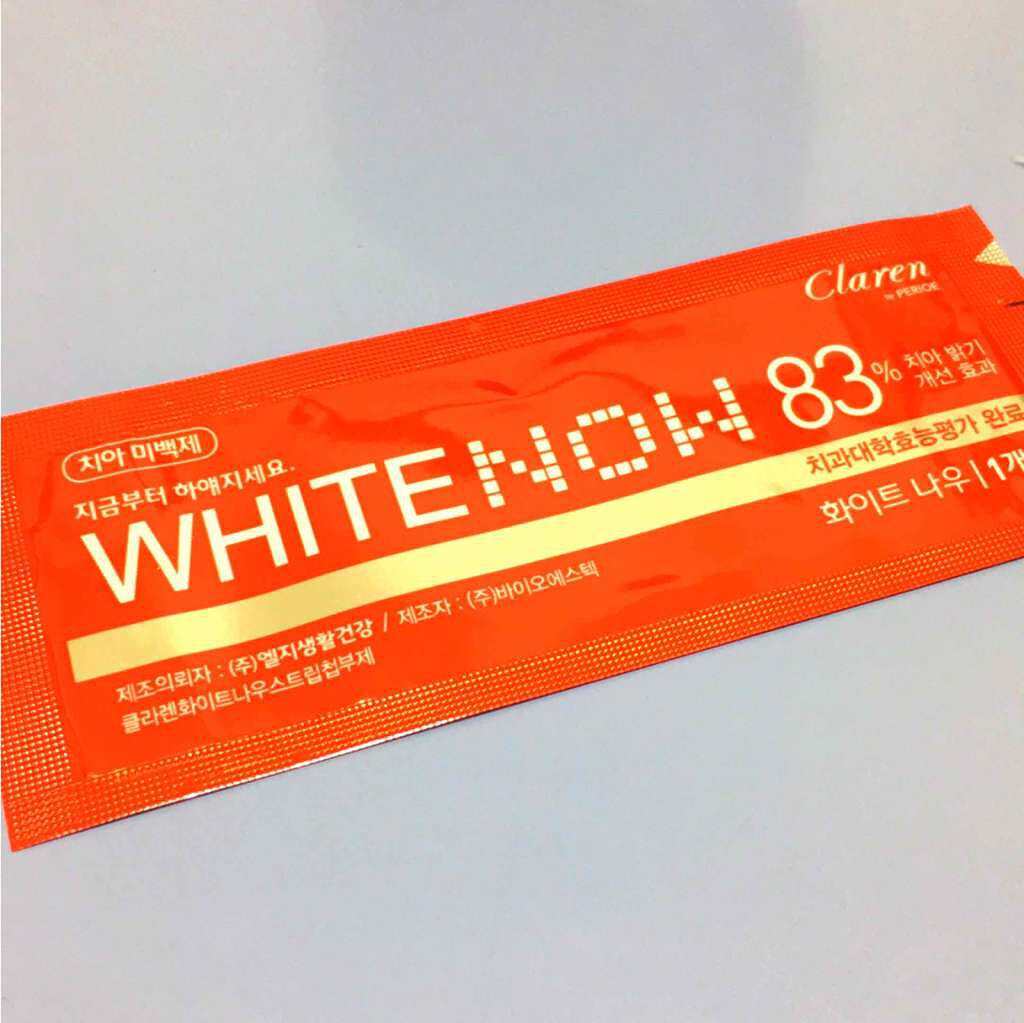 Claren
by PERIOE
치아 미백제
지금부터 하얘지세요.
WHITENOW
83% 치아 밝기
개선 효과
치과대학효능평가 완료
화이트 나우 | 1개
제조의뢰자 : (주)엘지생활건강 / 제조자 : (주)바이오에스텍
클라렌화이트나우스트립첩부제